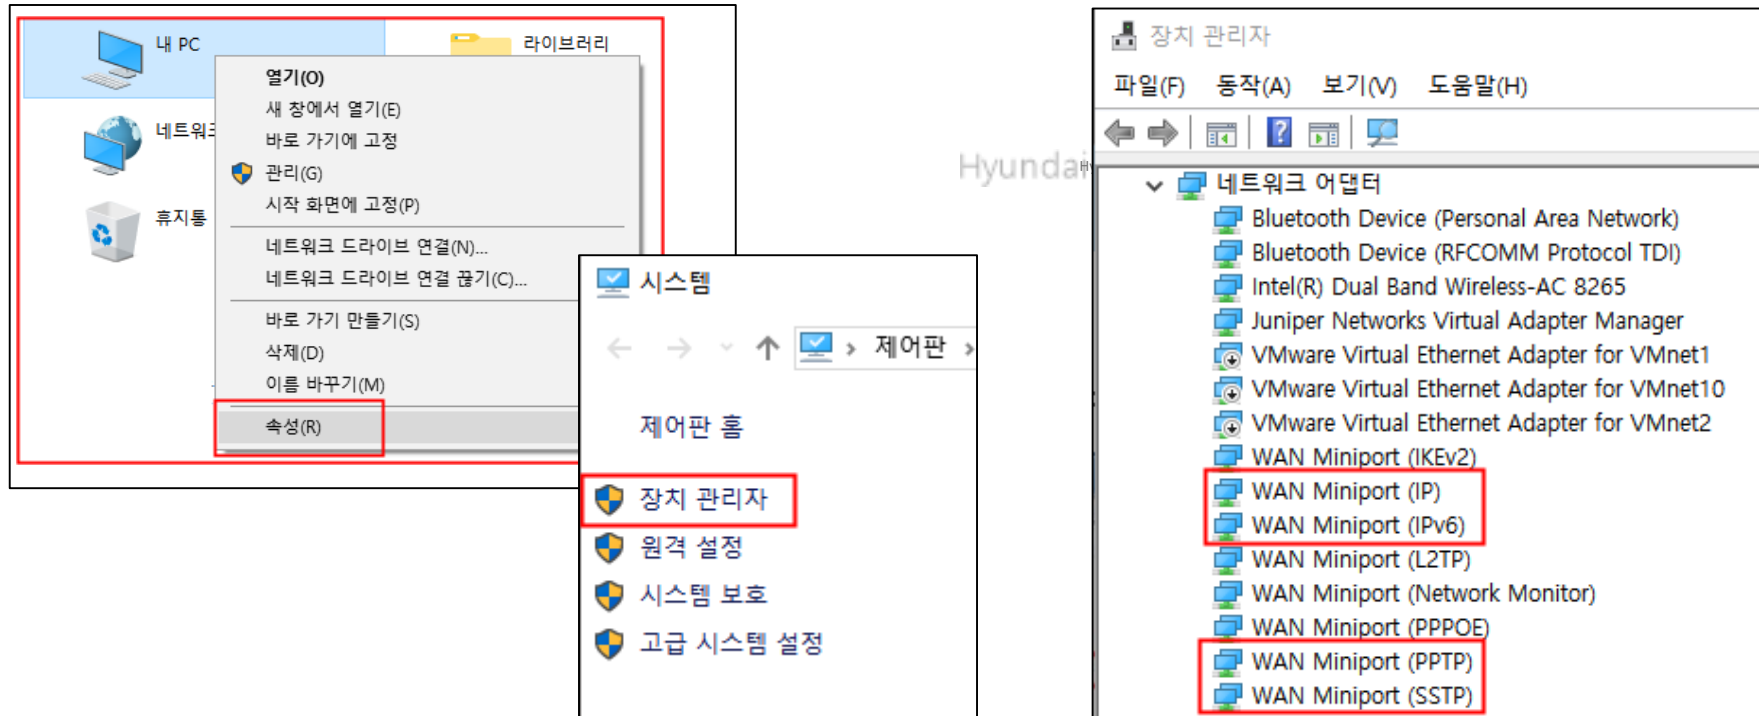 내 PC
라이브러리
열기(O)
새 창에서 열기(E)
네트워크
바로 가기에 고정
관리(G)
시작 화면에 고정(P)
휴지통
네트워크 드라이브 연결(N)...
네트워크 드라이브 연결 끊기(C)...
바로 가기 만들기(S)
삭제(D)
이름 바꾸기(M)
속성(R)
시스템
제어판
제어판 홈
장치 관리자
원격 설정
시스템 보호
고급 시스템 설정
Hyundai
장치 관리자
파일(F) 동작(A) 보기(V) 도움말(H)
네트워크 어댑터
Bluetooth Device (Personal Area Network)
Bluetooth Device (RFCOMM Protocol TDI)
Intel(R) Dual Band Wireless-AC 8265
Juniper Networks Virtual Adapter Manager
VMware Virtual Ethernet Adapter for VMnet1
VMware Virtual Ethernet Adapter for VMnet10
VMware Virtual Ethernet Adapter for VMnet2
WAN Miniport (IKEv2)
WAN Miniport (IP)
WAN Miniport (IPv6)
WAN Miniport (L2TP)
WAN Miniport (Network Monitor)
WAN Miniport (PPPOE)
WAN Miniport (PPTP)
WAN Miniport (SSTP)